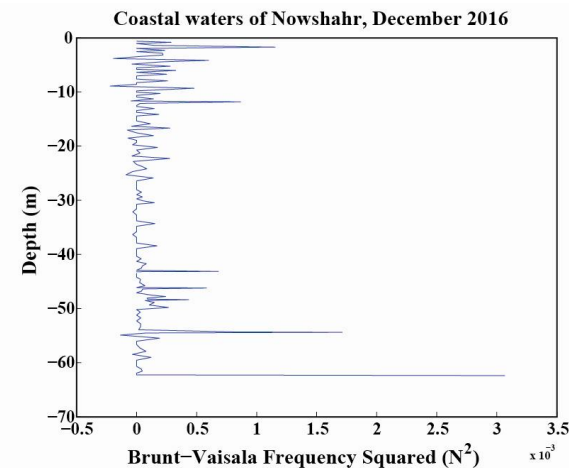 Coastal waters of Nowshahr, December 2016
0
−10
−20
−30
−40
−50
−60
−70
Depth (m)
−0.5 0 0.5 1 1.5 2 2.5 3 3.5
x 10⁻³
Brunt−Vaisala Frequency Squared (N²)